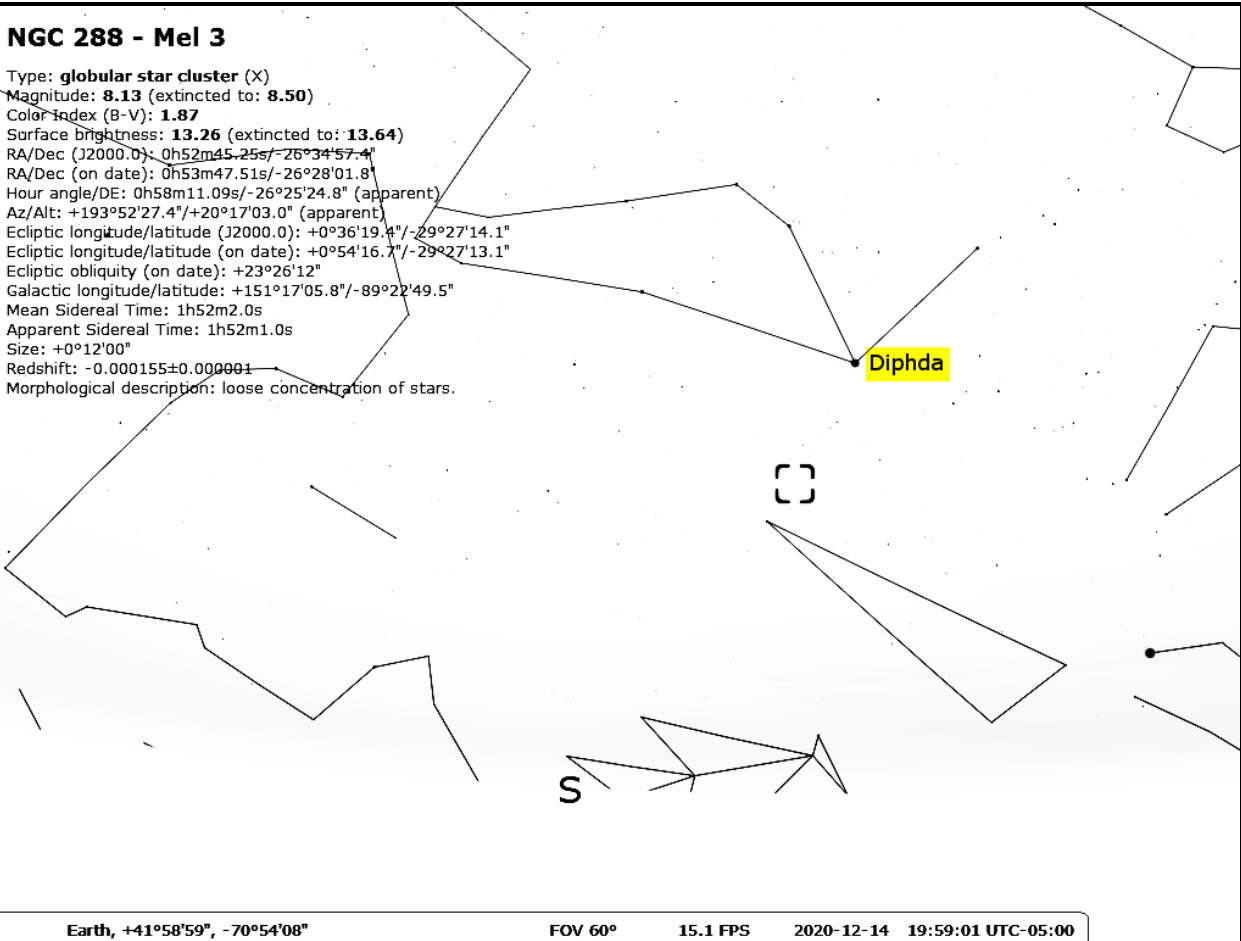 NGC 288 - Mel 3
Type: globular star cluster (X)
Magnitude: 8.13 (extincted to: 8.50)
Color Index (B-V): 1.87
Surface brightness: 13.26 (extincted to: 13.64)
RA/Dec (J2000.0): 0h52m45.25s/-26°34'57.4"
RA/Dec (on date): 0h53m47.51s/-26°28'01.8"
Hour angle/DE: 0h58m11.09s/-26°25'24.8" (apparent)
Az/Alt: +193°52'27.4"/+20°17'03.0" (apparent)
Ecliptic longitude/latitude (J2000.0): +0°36'19.4"/-29°27'14.1"
Ecliptic longitude/latitude (on date): +0°54'16.7"/-29°27'13.1"
Ecliptic obliquity (on date): +23°26'12"
Galactic longitude/latitude: +151°17'05.8"/-89°22'49.5"
Mean Sidereal Time: 1h52m2.0s
Apparent Sidereal Time: 1h52m1.0s
Size: +0°12'00"
Redshift: -0.000155±0.000001
Morphological description: loose concentration of stars.
Diphda
S
Earth, +41°58'59", -70°54'08" FOV 60° 15.1 FPS 2020-12-14 19:59:01 UTC-05:00